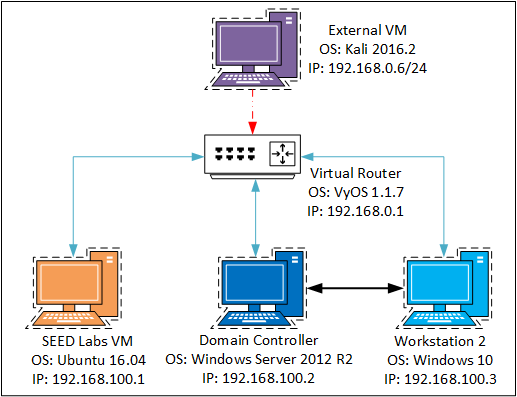 External VM
OS: Kali 2016.2
IP: 192.168.0.6/24
Virtual Router
OS: VyOS 1.1.7
IP: 192.168.0.1
SEED Labs VM
OS: Ubuntu 16.04
IP: 192.168.100.1
Domain Controller
OS: Windows Server 2012 R2
IP: 192.168.100.2
Workstation 2
OS: Windows 10
IP: 192.168.100.3